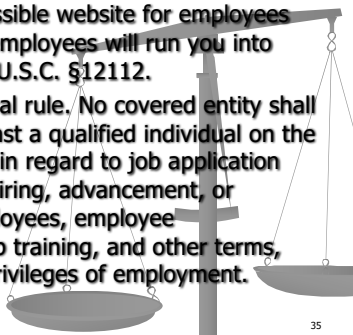 ssible website for employees
mployees will run you into
U.S.C. §12112.
al rule. No covered entity shall
st a qualified individual on the
in regard to job application
iring, advancement, or
oyees, employee
b training, and other terms,
rivileges of employment.
35